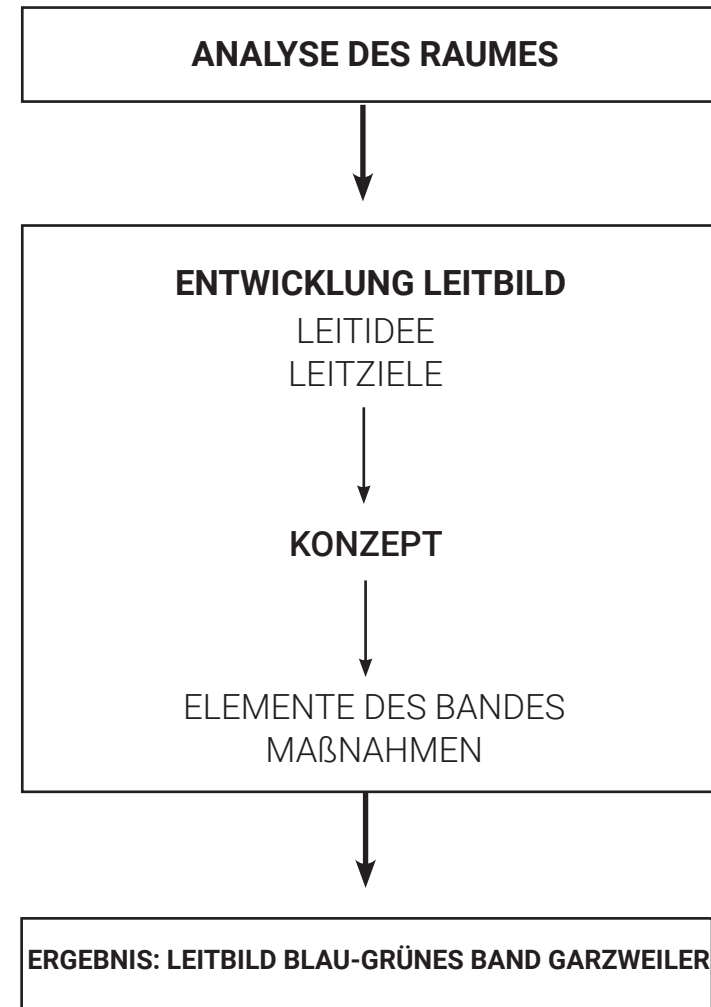 ANALYSE DES RAUMES
ENTWICKLUNG LEITBILD
LEITIDEE
LEITZIELE
KONZEPT
ELEMENTE DES BANDES
MAßNAHMEN
ERGEBNIS: LEITBILD BLAU-GRÜNES BAND GARZWEILER